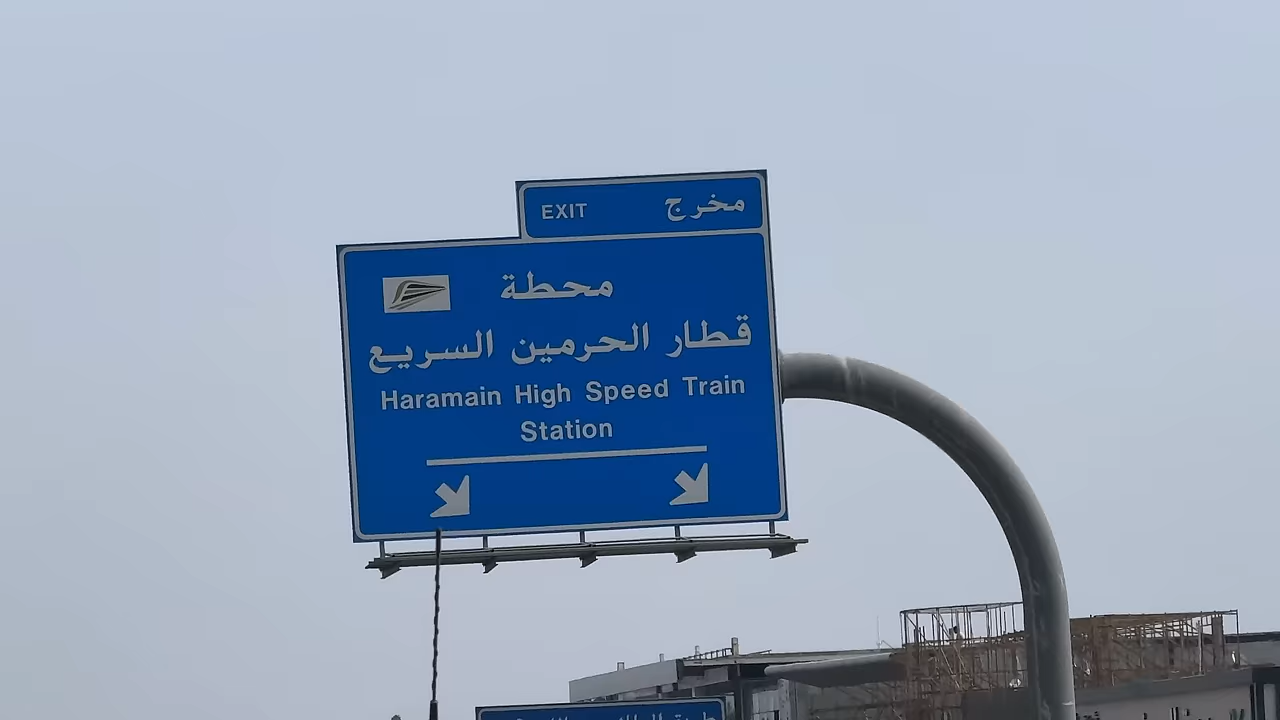 مخرج EXIT
محطة
قطار الحرمين السريع
Haramain High Speed Train
Station